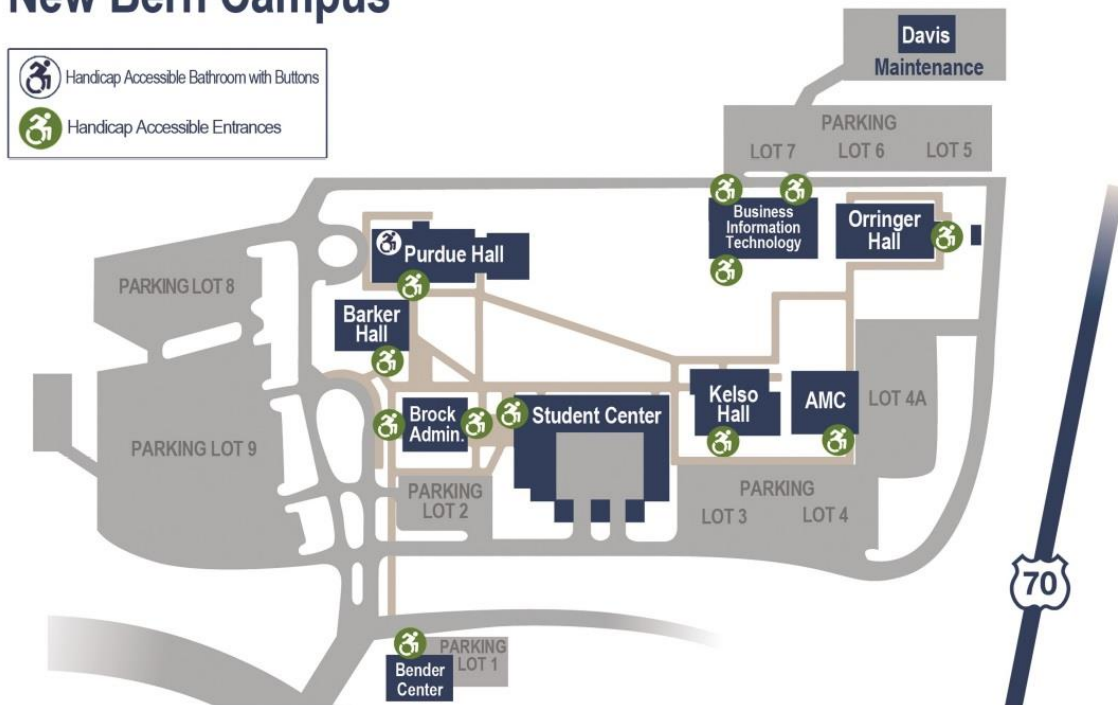 New Bern Campus
Handicap Accessible Bathroom with Buttons
Handicap Accessible Entrances
Davis
Maintenance
PARKING
LOT 7 LOT 6 LOT 5
Business
Information
Technology
Orringer
Hall
Purdue Hall
PARKING LOT 8
Barker
Hall
Kelso
Hall
AMC
LOT 4A
Brock
Admin.
Student Center
PARKING LOT 9
PARKING
LOT 2
PARKING
LOT 3 LOT 4
70
PARKING
LOT 1
Bender
Center